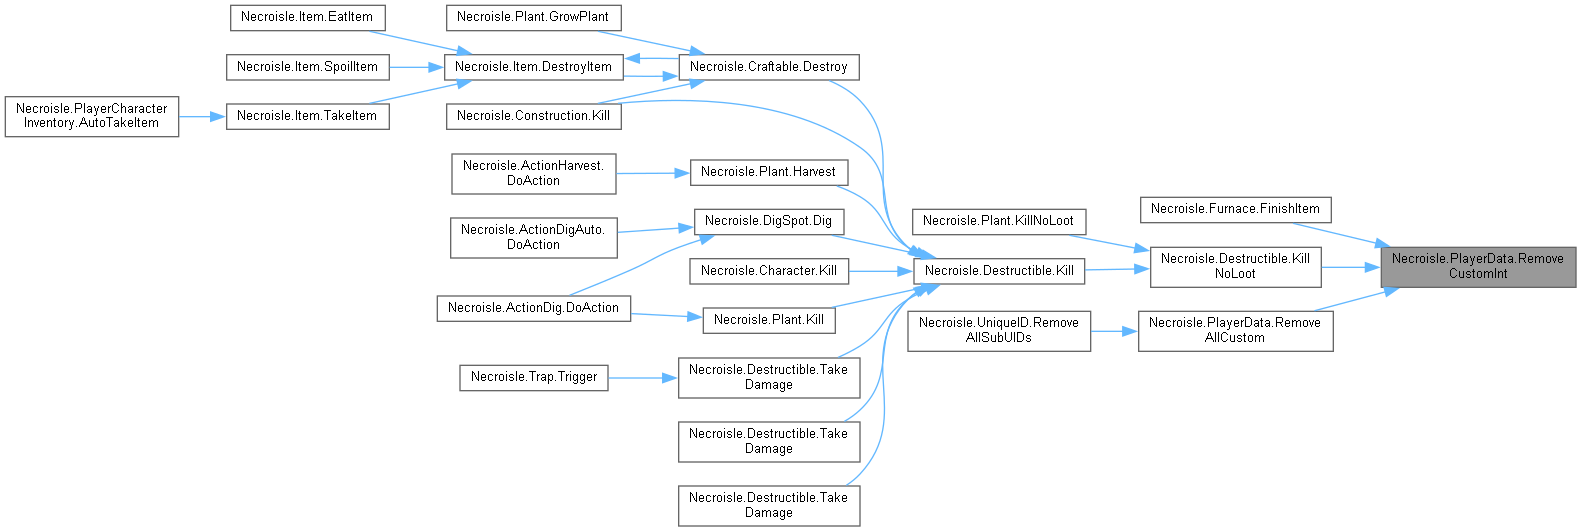 Necroisle.Item.EatItem
Necroisle.Plant.GrowPlant
Necroisle.Item.SpoilItem
Necroisle.Item.DestroyItem
Necroisle.Craftable.Destroy
Necroisle.PlayerCharacter
Inventory.AutoTakeItem
Necroisle.Item.TakeItem
Necroisle.Construction.Kill
Necroisle.ActionHarvest.
DoAction
Necroisle.Plant.Harvest
Necroisle.ActionDigAuto.
DoAction
Necroisle.DigSpot.Dig
Necroisle.Plant.KillNoLoot
Necroisle.Furnace.FinishItem
Necroisle.Character.Kill
Necroisle.Destructible.Kill
Necroisle.Destructible.Kill
NoLoot
Necroisle.PlayerData.Remove
CustomInt
Necroisle.ActionDig.DoAction
Necroisle.Plant.Kill
Necroisle.UniqueID.Remove
AllSubUIDs
Necroisle.PlayerData.Remove
AllCustom
Necroisle.Trap.Trigger
Necroisle.Destructible.Take
Damage
Necroisle.Destructible.Take
Damage
Necroisle.Destructible.Take
Damage